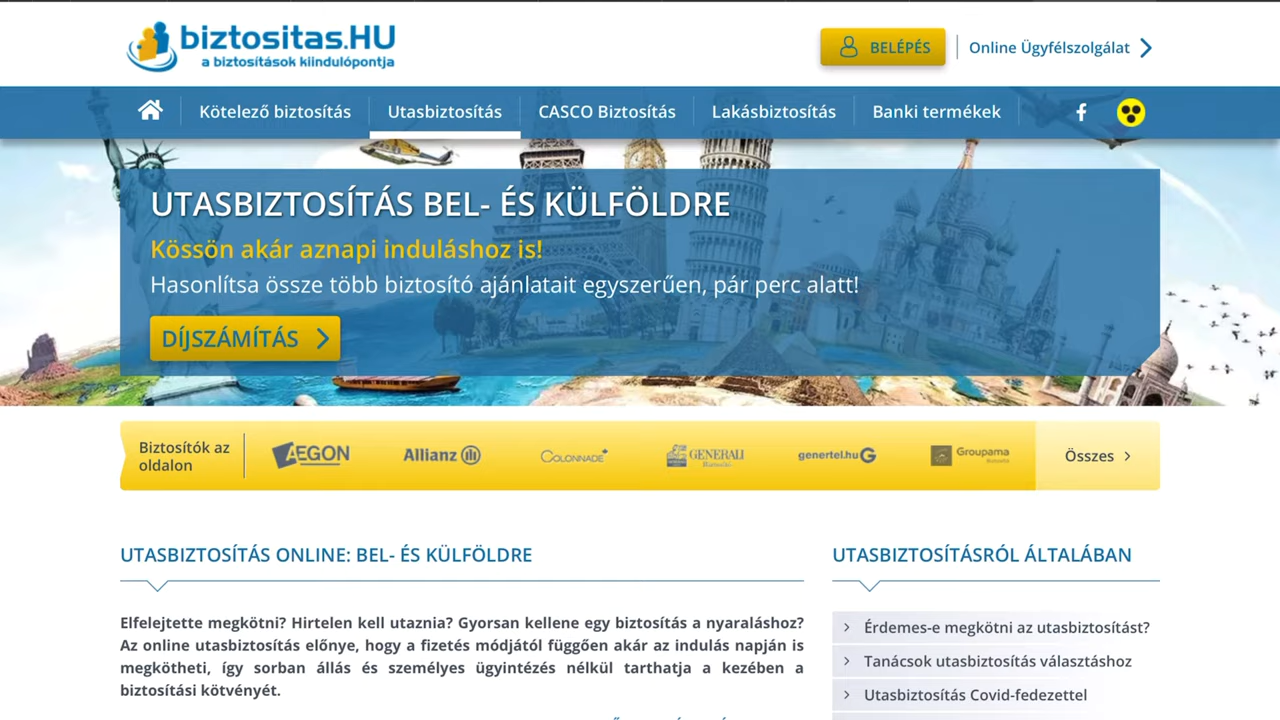 biztositas.HU
a biztosítások kiindulópontja
BELÉPÉS
Online Ügyfélszolgálat
Kötelező biztosítás
Utasbiztosítás
CASCO Biztosítás
Lakásbiztosítás
Banki termékek
UTASBIZTOSÍTÁS BEL- ÉS KÜLFÖLDRE
Kössön akár aznapi induláshoz is!
Hasonlítsa össze több biztosító ajánlatait egyszerűen, pár perc alatt!
DÍJSZÁMÍTÁS
Biztosítók az
oldalon
AEGON
Allianz
COLONNADE
GENERALI
Biztosító
genertel.hu
Groupama
Biztosító
Összes
UTASBIZTOSÍTÁS ONLINE: BEL- ÉS KÜLFÖLDRE
Elfelejtette megkötni? Hirtelen kell utaznia? Gyorsan kellene egy biztosítás a nyaraláshoz?
Az online utasbiztosítás előnye, hogy a fizetés módjától függően akár az indulás napján is
megkötheti, így sorban állás és személyes ügyintézés nélkül tarthatja a kezében a
biztosítási kötvényét.
UTASBIZTOSÍTÁSRÓL ÁLTALÁBAN
Érdemes-e megkötni az utasbiztosítást?
Tanácsok utasbiztosítás választáshoz
Utasbiztosítás Covid-fedezettel